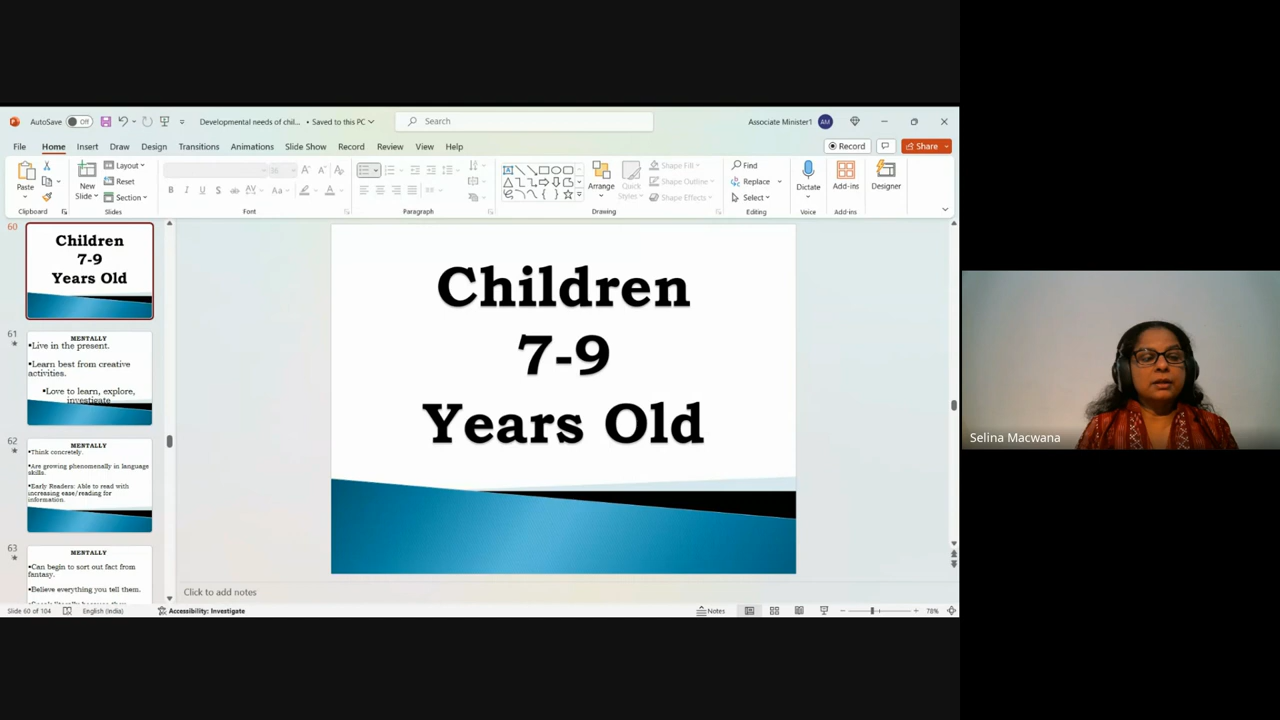 AutoSave Off Developmental needs of chil... • Saved to this PC Search Associate Minister1 AM
File Home Insert Draw Design Transitions Animations Slide Show Record Review View Help Record Share
Paste
New
Slide
Layout
Reset
Section
Arrange
Quick
Styles
Shape Fill
Shape Outline
Shape Effects
Find
Replace
Select
Dictate
Add-ins
Designer
Clipboard Slides Font Paragraph Drawing Editing Voice Add-ins
60
Children
7-9
Years Old
61
MENTALLY
•Live in the present.
•Learn best from creative
activities.
•Love to learn, explore,
investigate
62
MENTALLY
•Think concretely.
•Are growing phenomenally in language
skills.
•Early Readers: Able to read with
increasing ease/reading for
information.
63
MENTALLY
•Can begin to sort out fact from
fantasy.
•Believe everything you tell them.
Children
7-9
Years Old
Click to add notes
Slide 60 of 104 English (India) Accessibility: Investigate Notes 78%
Selina Macwana